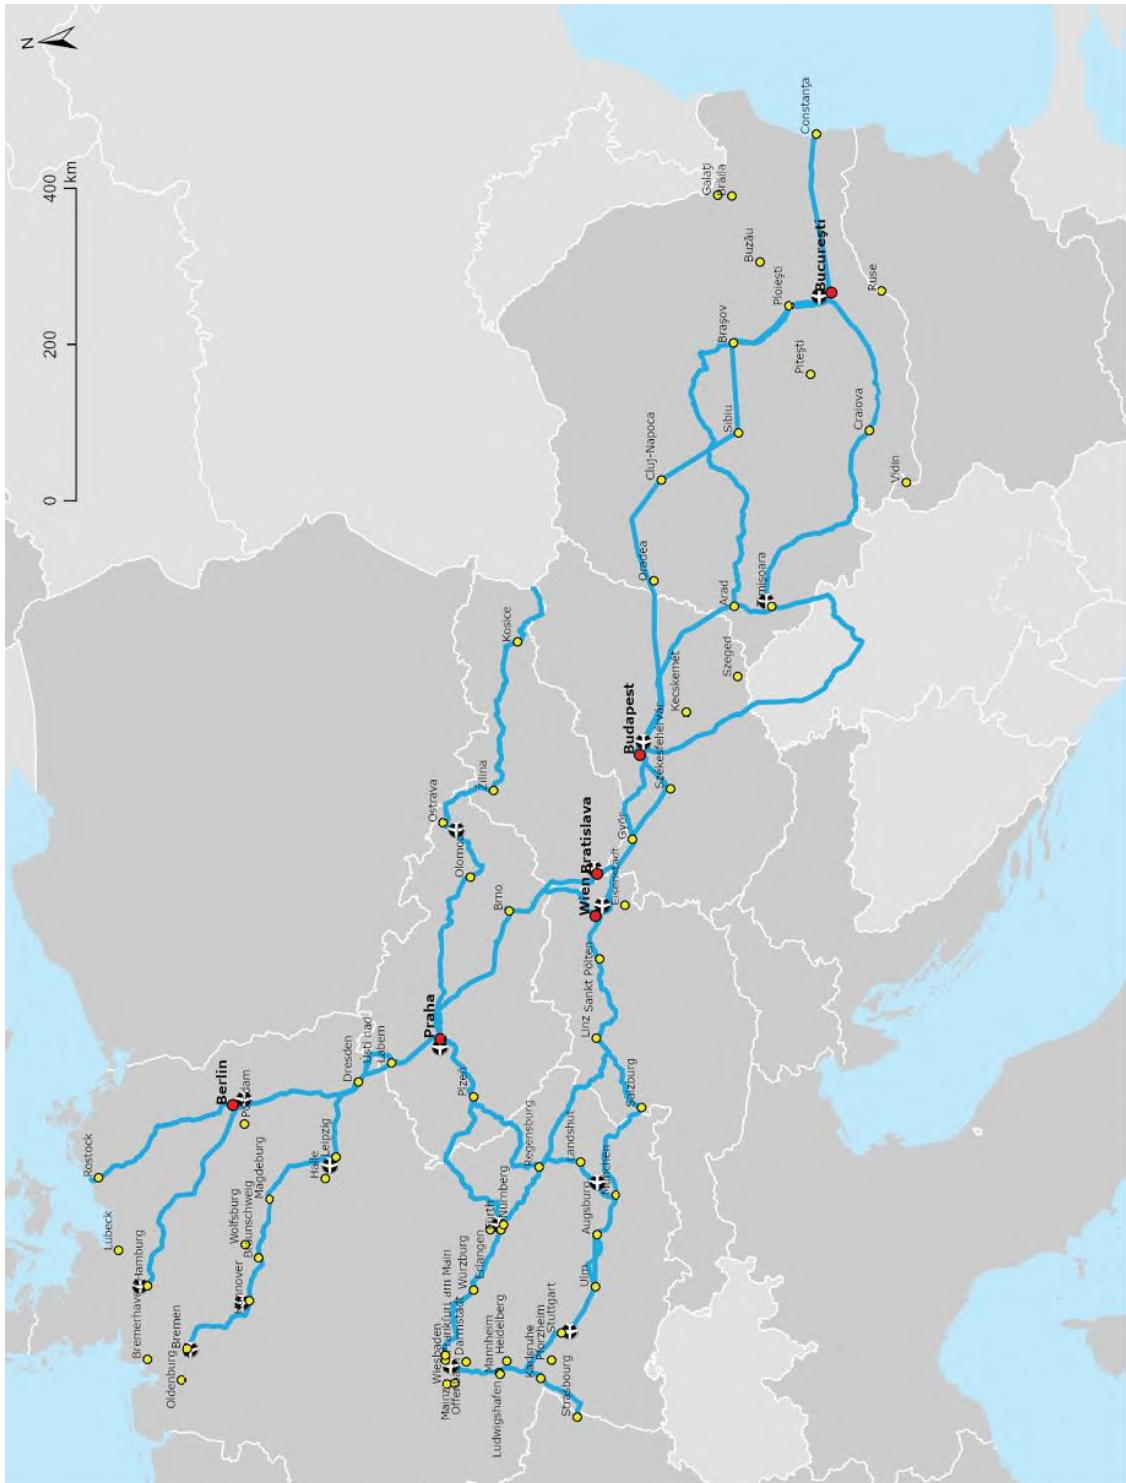 N
0
200
400
km
Rostock
Lübeck
Bremerhaven
Hamburg
Oldenburg
Bremen
Berlin
Potsdam
Wolfsburg
Hannover
Braunschweig
Magdeburg
Halle
Leipzig
Dresden
Usti nad
Labem
Praha
Ostrava
Olomouc
Wiesbaden
Frankfurt am Main
Mainz
Darmstadt
Würzburg
Erlangen
Fürth
Nürnberg
Plzen
Žilina
Kosice
Brno
Ludwigshafen
Mannheim
Heidelberg
Karlsruhe
Pforzheim
Stuttgart
Strasbourg
Regensburg
Landshut
Ulm
Augsburg
München
Salzburg
Linz
Sankt Pölten
Wien
Bratislava
Eisenstadt
Győr
Budapest
Székesfehérvár
Kecskemét
Szeged
Oradea
Cluj-Napoca
Arad
Timișoara
Sibiu
Brașov
Galați
Brăila
Buzău
Ploiești
Pitești
București
Constanța
Craiova
Vidin
Ruse